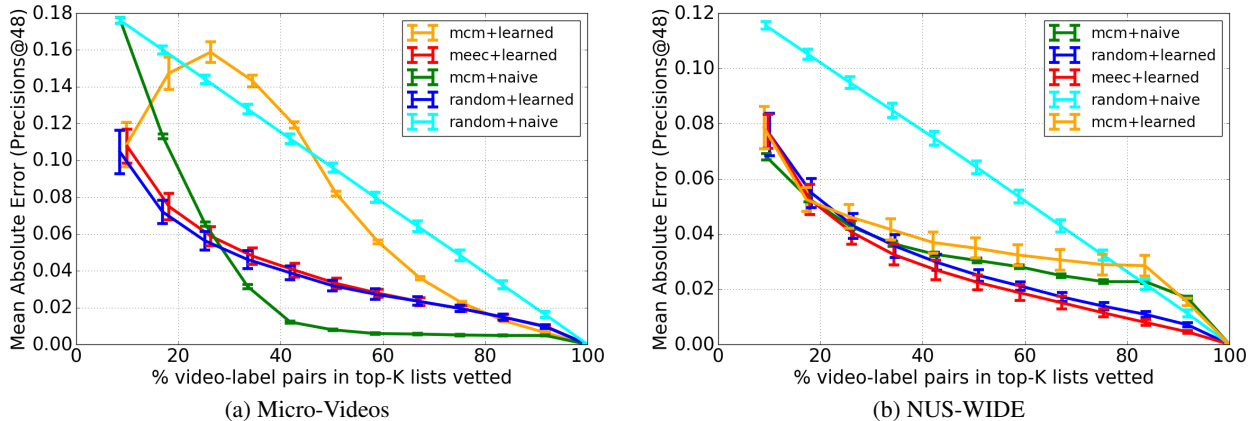 0.18
0.16
0.14
0.12
0.10
0.08
0.06
0.04
0.02
0.00
Mean Absolute Error (Precisions@48)
mcm+learned
meec+learned
mcm+naive
random+learned
random+naive
0 20 40 60 80 100
% video-label pairs in top-K lists vetted
(a) Micro-Videos
0.12
0.10
0.08
0.06
0.04
0.02
0.00
Mean Absolute Error (Precisions@48)
mcm+naive
random+learned
meec+learned
random+naive
mcm+learned
0 20 40 60 80 100
% video-label pairs in top-K lists vetted
(b) NUS-WIDE